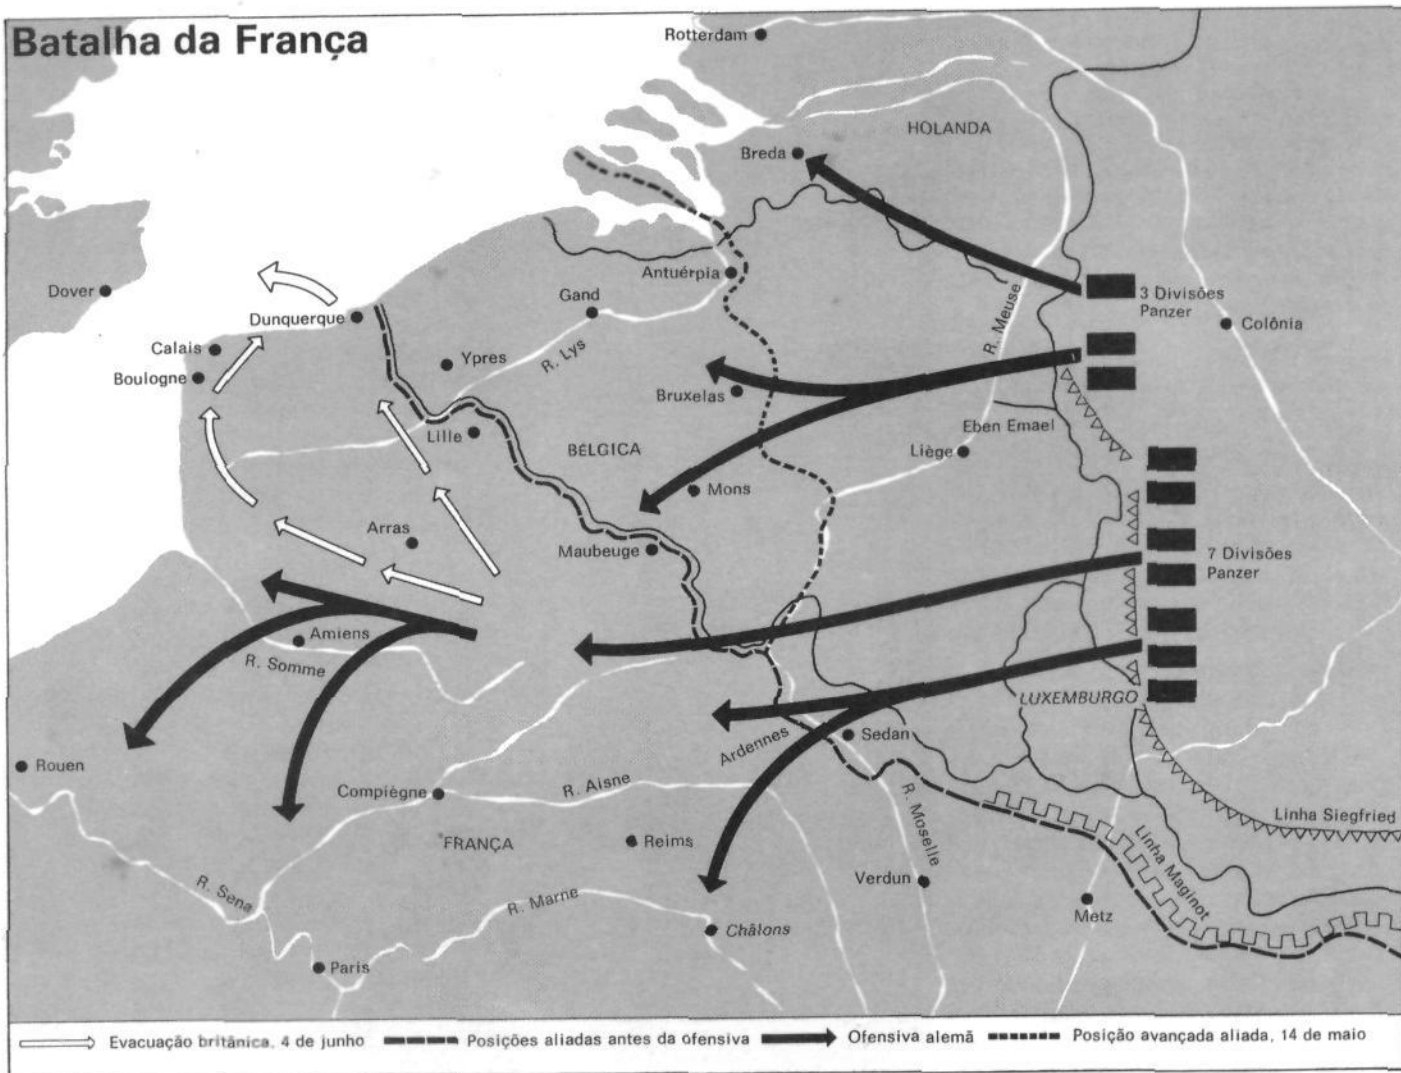 Batalha da França
Rotterdam
HOLANDA
Breda
Antuérpia
Dover
Gand
3 Divisões
Panzer
Colônia
Dunquerque
R. Meuse
Calais
Ypres
R. Lys
Boulogne
Bruxelas
Eben Emael
Lille
BÉLGICA
Liège
Mons
Arras
Maubeuge
7 Divisões
Panzer
Amiens
R. Somme
LUXEMBURGO
Ardennes
Sedan
Rouen
Compiègne
R. Aisne
R. Moselle
Linha Siegfried
FRANÇA
Reims
Linha Maginot
R. Sena
R. Marne
Verdun
Metz
Châlons
Paris
Evacuação britânica, 4 de junho
Posições aliadas antes da ofensiva
Ofensiva alemã
Posição avançada aliada, 14 de maio